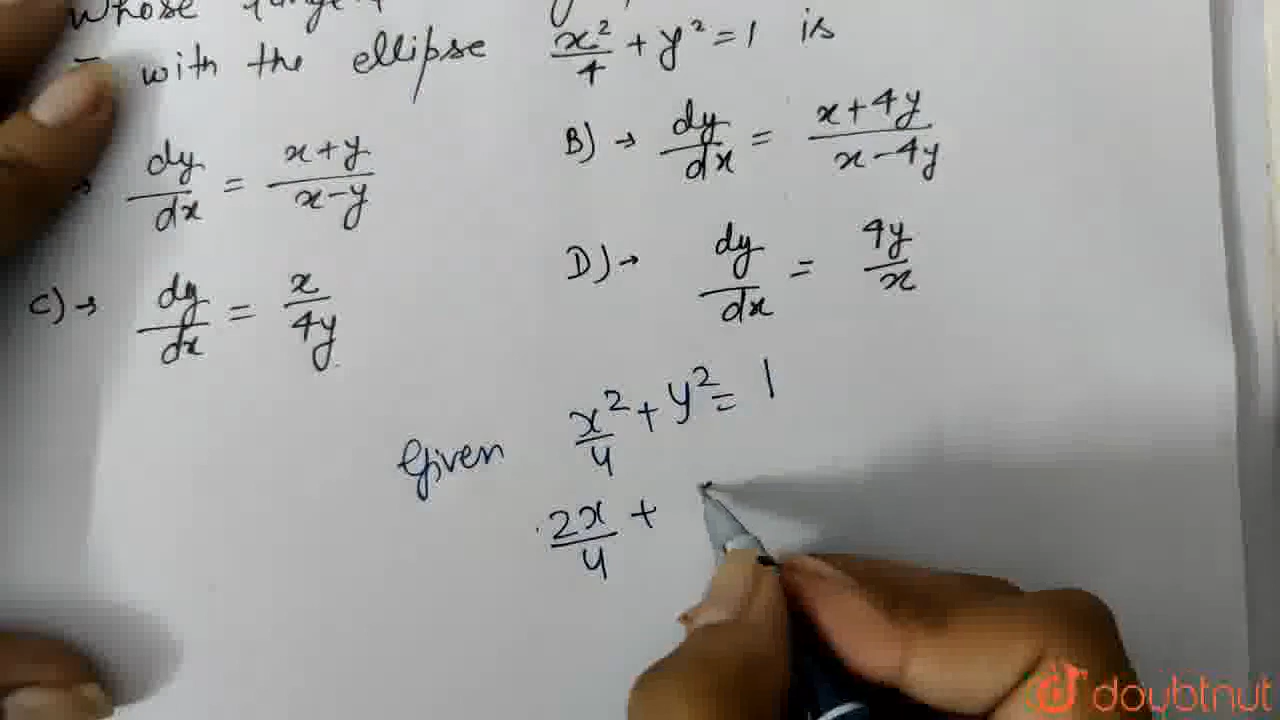 Whose
with the ellipse x²/4 + y² = 1 is
→ dy/dx = x+y/x-y
B) → dy/dx = x+4y/x-4y
C) → dy/dx = x/4y
D) → dy/dx = 4y/x
Given x²/4 + y² = 1
2x/4 +
doubtnut